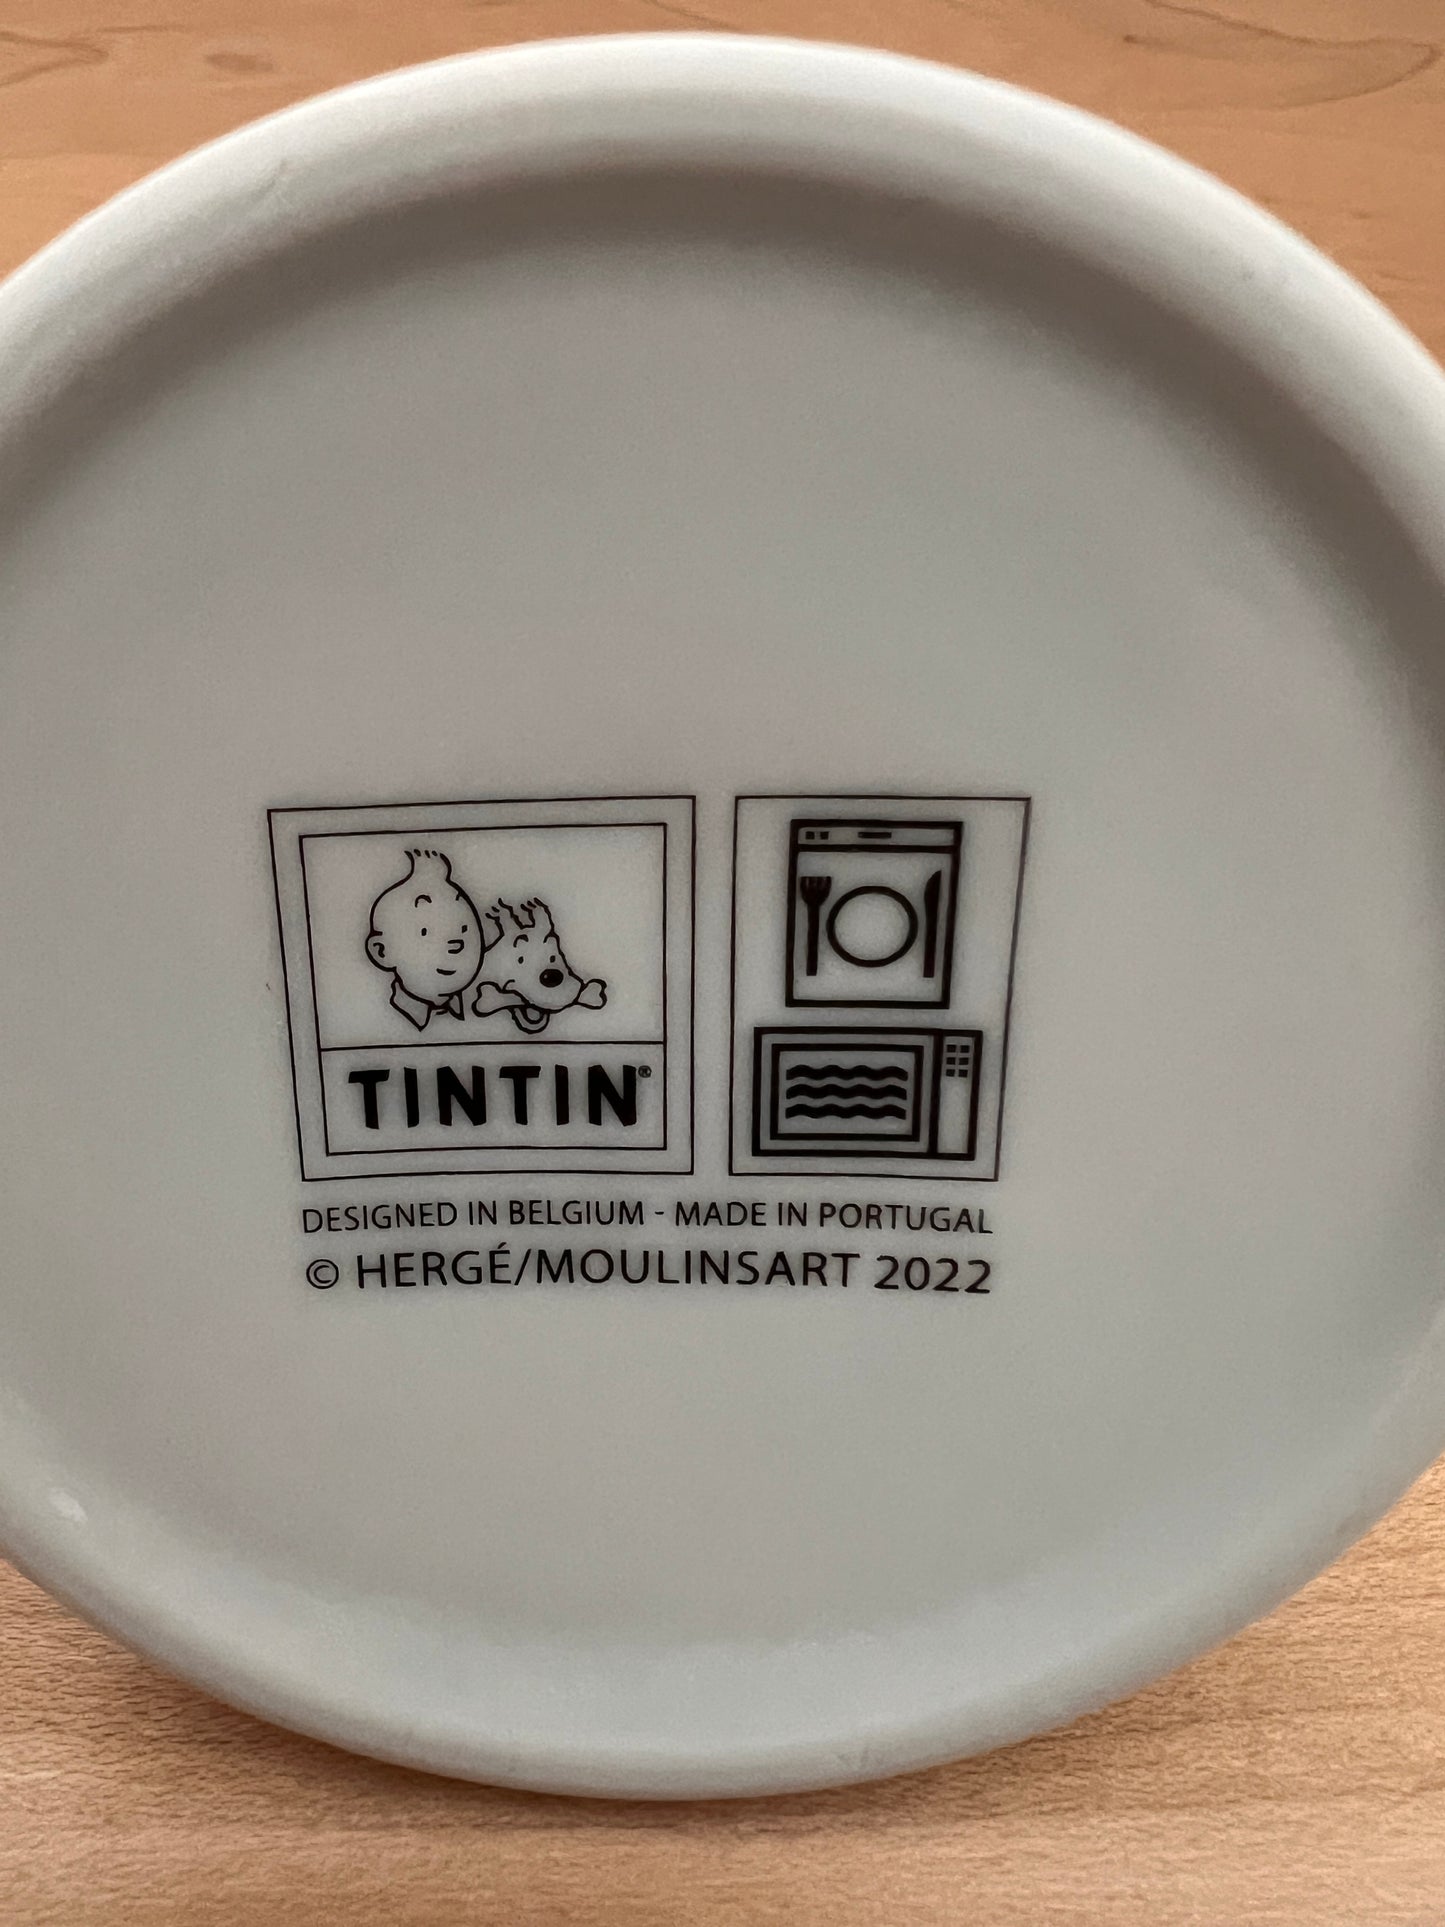 TINTIN®
DESIGNED IN BELGIUM - MADE IN PORTUGAL
© HERGÉ/MOULINSART 2022